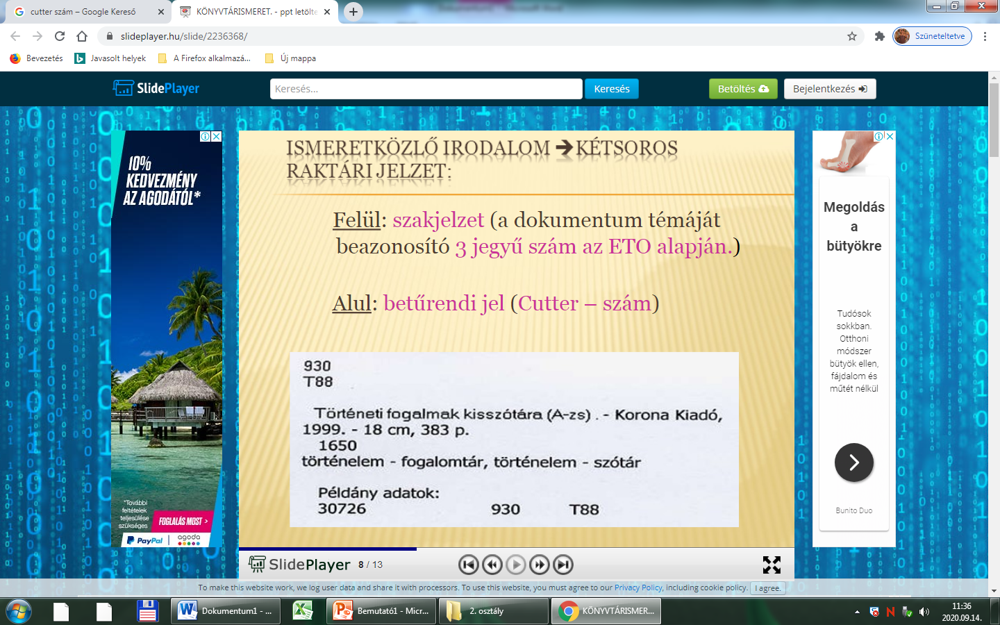 cutter szám – Google Kereső
KÖNYVTÁRISMERET. - ppt letölte
slideplayer.hu/slide/2236368/
Szüneteltetve
Bevezetés
Javasolt helyek
A Firefox alkalmazá...
Új mappa
SlidePlayer
Keresés...
Keresés
Betöltés
Bejelentkezés
10%
KEDVEZMÉNY
AZ AGODÁTÓL*
*További
feltételek
teljesülése
szükséges
FOGLALÁS MOST >
PayPal
agoda
ISMERETKÖZLŐ IRODALOM ➔KÉTSOROS
RAKTÁRI JELZET:
Felül: szakjelzet (a dokumentum témáját
beazonosító 3 jegyű szám az ETO alapján.)
Alul: betűrendi jel (Cutter – szám)
930
T88
Történeti fogalmak kisszótára (A-zs) . - Korona Kiadó,
1999. - 18 cm, 383 p.
1650
történelem - fogalomtár, történelem - szótár
Példány adatok:
30726 930 T88
Megoldás
a
bütyökre
Tudósok
sokkban.
Otthoni
módszer
bütyök ellen,
fájdalom és
műtét nélkül
Bunito Duo
SlidePlayer 8 / 13
To make this website work, we log user data and share it with processors. To use this website, you must agree to our Privacy Policy, including cookie policy. I agree.
Dokumentum1 - ...
Bemutató1 - Micr...
2. osztály
KÖNYVTÁRISMER...
11:36
2020.09.14.